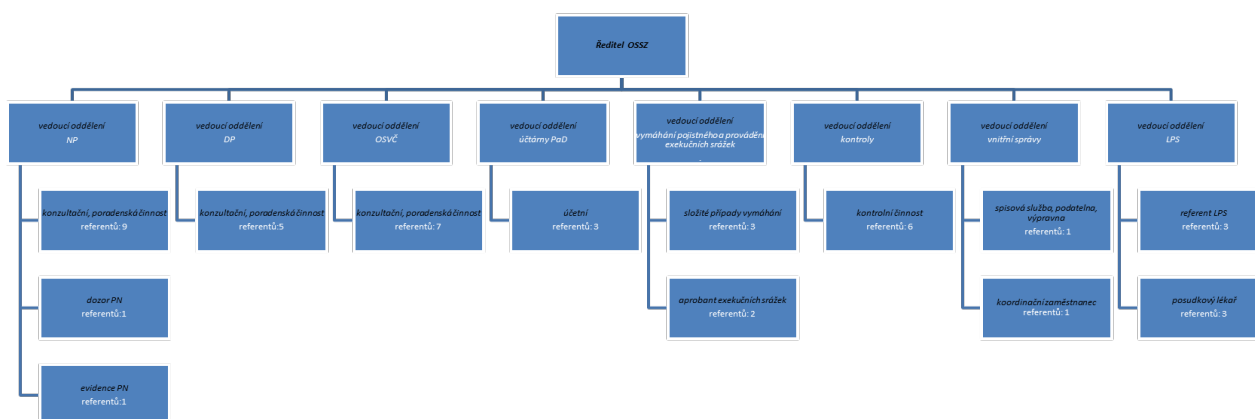 Ředitel OSSZ
vedoucí oddělení
NP
vedoucí oddělení
DP
vedoucí oddělení
OSVČ
vedoucí oddělení
účtárny PaD
vedoucí oddělení
vymáhání pojistného a provádění
exekučních srážek
vedoucí oddělení
kontroly
vedoucí oddělení
vnitřní správy
vedoucí oddělení
LPS
konzultační, poradenská činnost
referentů: 9
konzultační, poradenská činnost
referentů:5
konzultační, poradenská činnost
referentů: 7
účetní
referentů: 3
složité případy vymáhání
referentů: 3
kontrolní činnost
referentů: 6
spisová služba, podatelna,
výpravna
referentů: 1
referent LPS
referentů: 3
dozor PN
referentů:1
aprobant exekučních srážek
referentů: 2
koordinační zaměstnanec
referentů: 1
posudkový lékař
referentů: 3
evidence PN
referentů:1